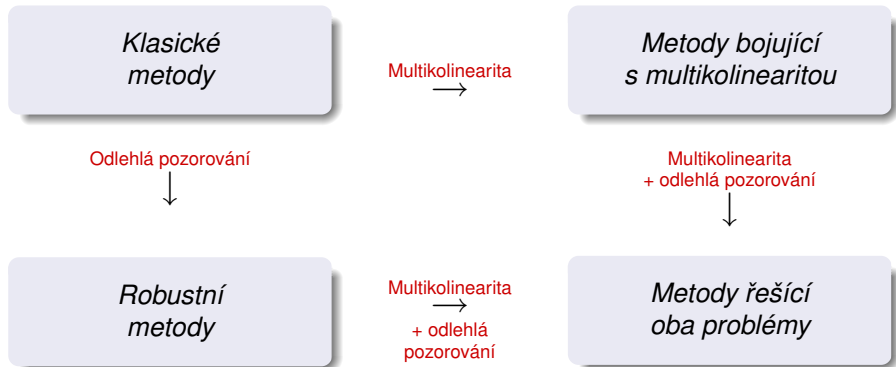 Klasické
metody
Multikolinearita
→
Metody bojující
s multikolinearitou
Odlehlá pozorování
↓
Multikolinearita
+ odlehlá pozorování
↓
Robustní
metody
Multikolinearita
→
+ odlehlá
pozorování
Metody řešící
oba problémy